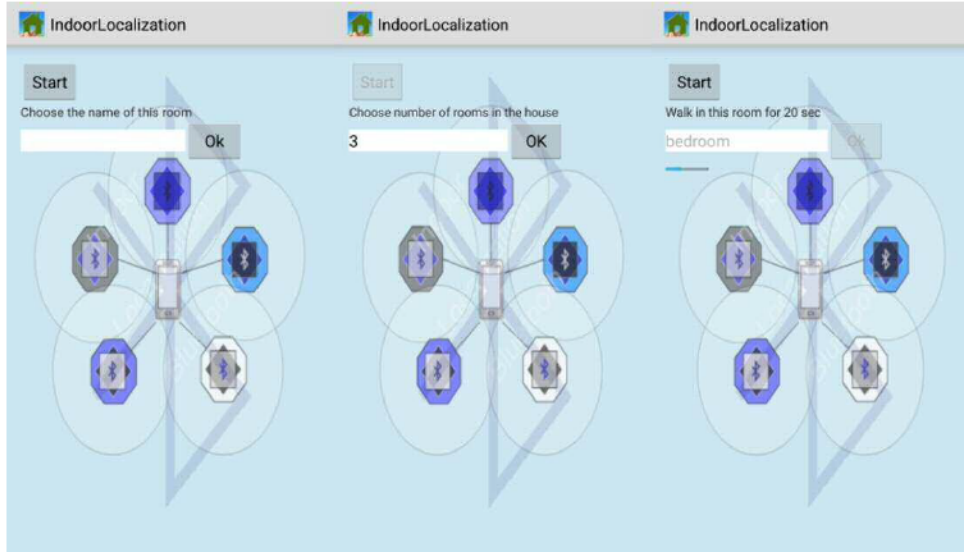 IndoorLocalization
Start
Choose the name of this room
Ok
IndoorLocalization
Start
Choose number of rooms in the house
3
OK
IndoorLocalization
Start
Walk in this room for 20 sec
bedroom
Ok